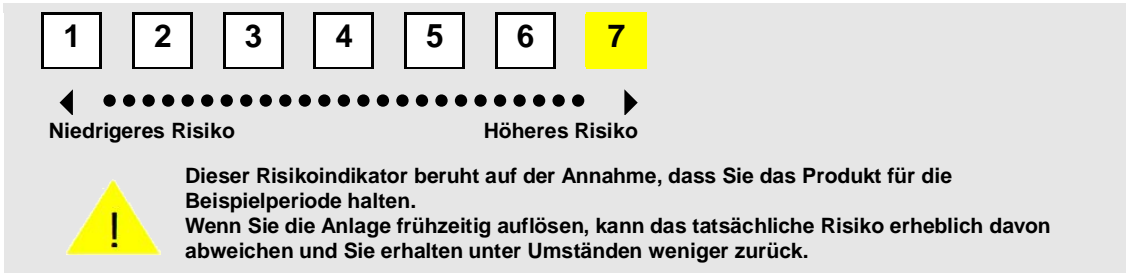 1 2 3 4 5 6 7
Niedrigeres Risiko Höheres Risiko
Dieser Risikoindikator beruht auf der Annahme, dass Sie das Produkt für die
Beispielperiode halten.
Wenn Sie die Anlage frühzeitig auflösen, kann das tatsächliche Risiko erheblich davon
abweichen und Sie erhalten unter Umständen weniger zurück.
!